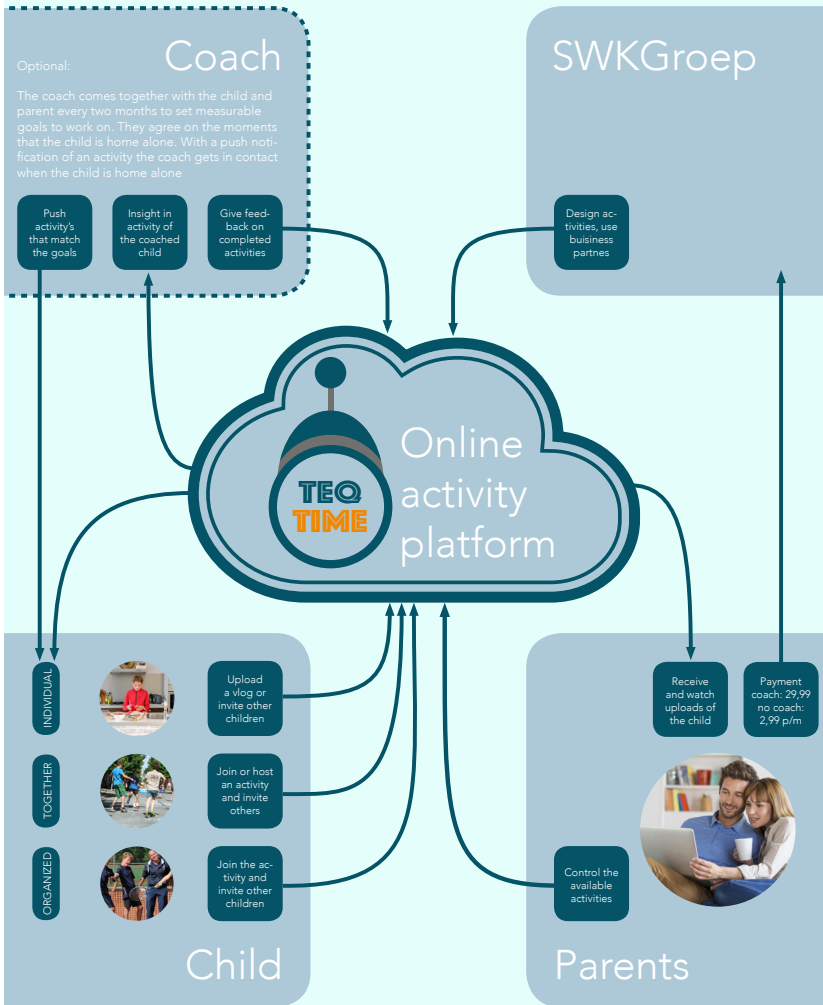 Optional:
Coach
The coach comes together with the child and
parent every two months to set measurable
goals to work on. They agree on the moments
that the child is home alone. With a push noti-
fication of an activity the coach gets in contact
when the child is home alone
Push
activity's
that match
the goals
Insight in
activity of
the coached
child
Give feed-
back on
completed
activities
SWKGroep
Design ac-
tivities, use
buisiness
partnes
TEQ
TIME
Online
activity
platform
INDIVIDUAL
Upload
a vlog or
invite other
children
TOGETHER
Join or host
an activity
and invite
others
ORGANIZED
Join the ac-
tivity and
invite other
children
Child
Receive
and watch
uploads of
the child
Payment
coach: 29,99
no coach:
2,99 p/m
Control the
available
activities
Parents